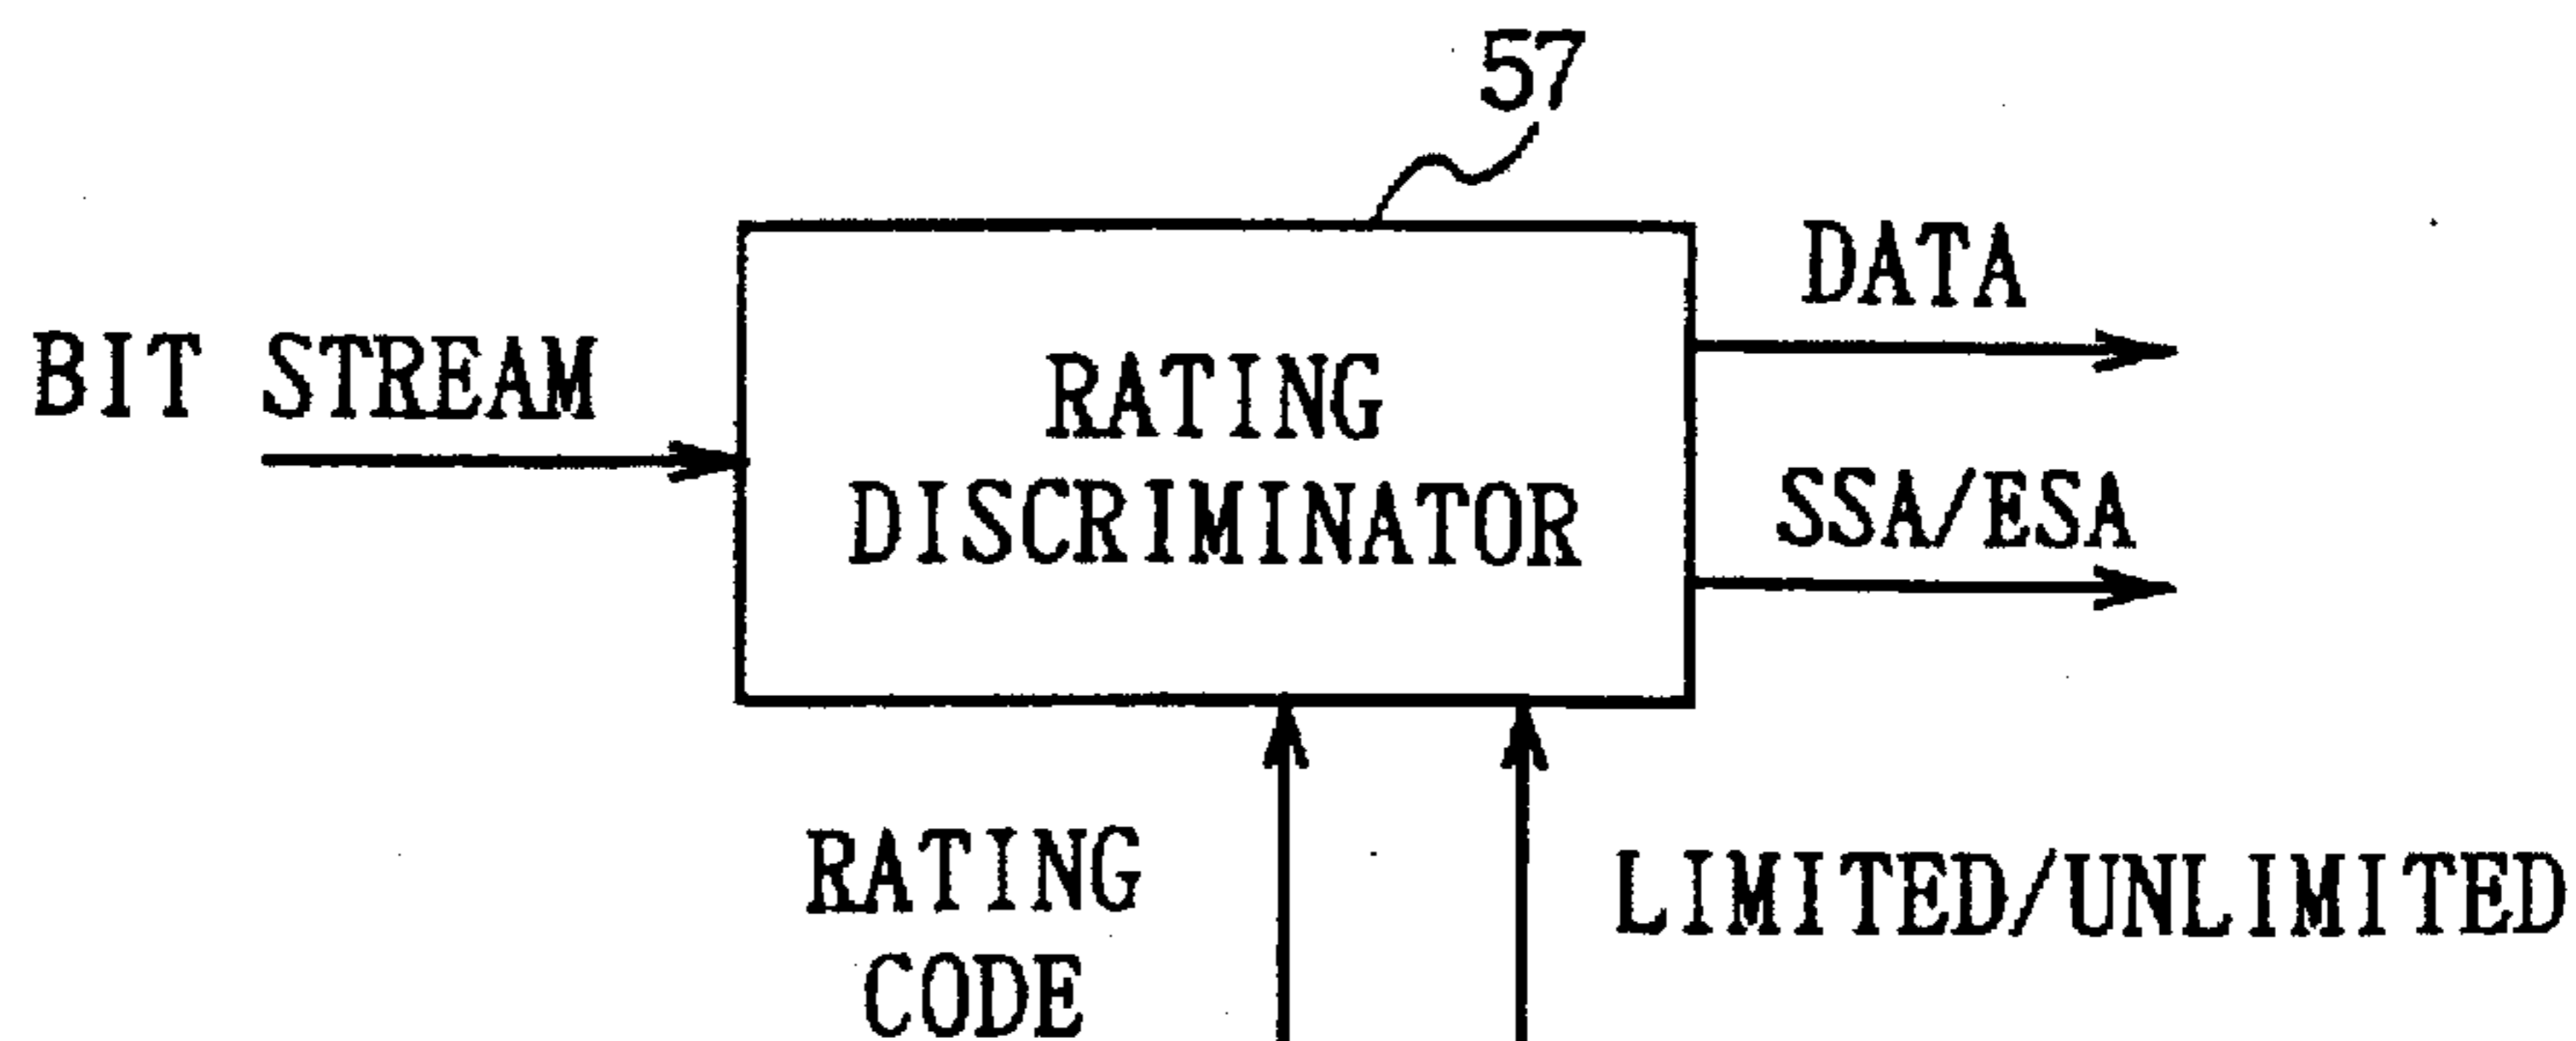 57
DATA
BIT STREAM
RATING
DISCRIMINATOR
SSA/ESA
RATING
CODE
LIMITED/UNLIMITED